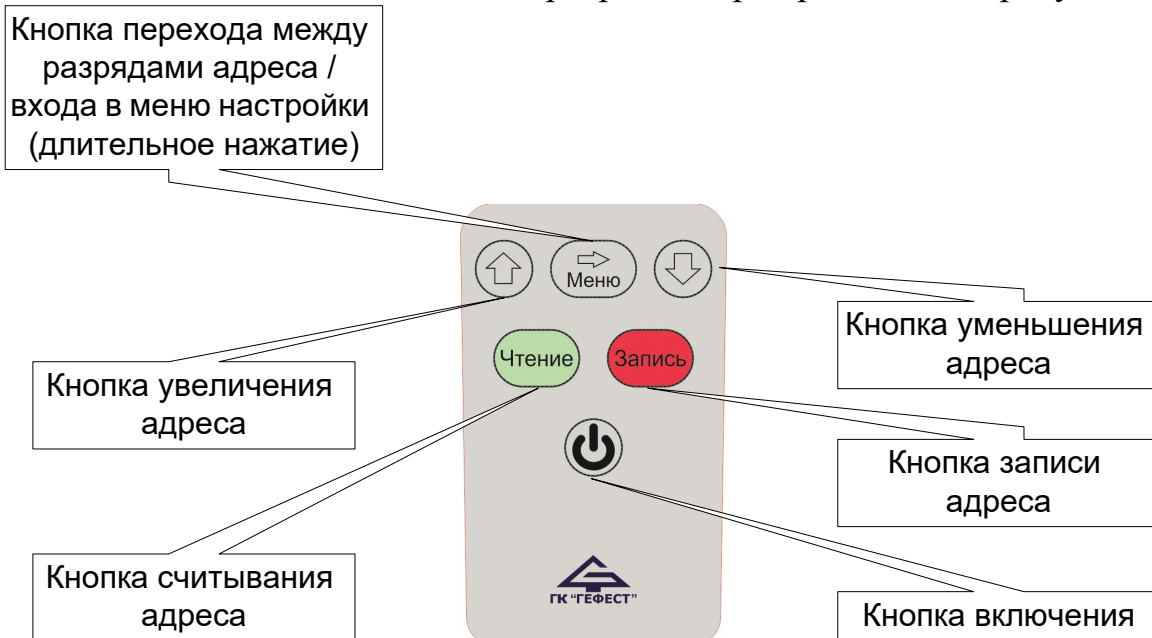 Кнопка перехода между
разрядами адреса /
входа в меню настройки
(длительное нажатие)
Меню
Чтение
Запись
Кнопка уменьшения
адреса
Кнопка увеличения
адреса
Кнопка записи
адреса
Кнопка считывания
адреса
ГК “ГЕФЕСТ”
Кнопка включения